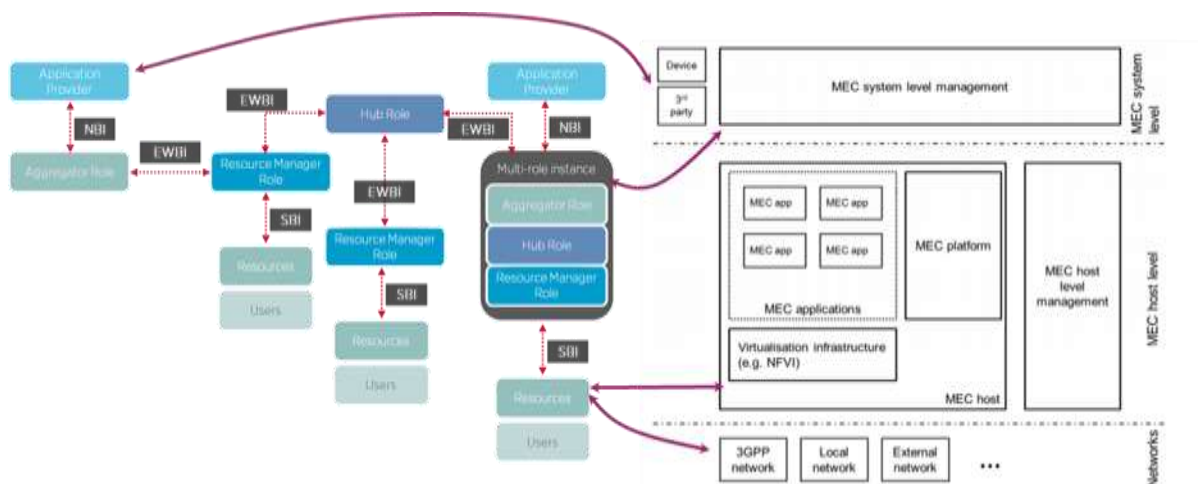 Application
Provider
NBI
Aggregator Role
EWBI
EWBI
Resource Manager
Role
SBI
Resources
Users
Hub Role
EWBI
Resource Manager
Role
SBI
Resources
Users
EWBI
Application
Provider
NBI
Multi-role instance
Aggregator Role
Hub Role
Resource Manager
Role
SBI
Resources
Users
Device
3rd
party
MEC system level management
MEC system
level
MEC app
MEC app
MEC app
MEC app
MEC applications
MEC platform
Virtualisation infrastructure
(e.g. NFVI)
MEC host
MEC host
level
management
MEC host level
3GPP
network
Local
network
External
network
...
Networks